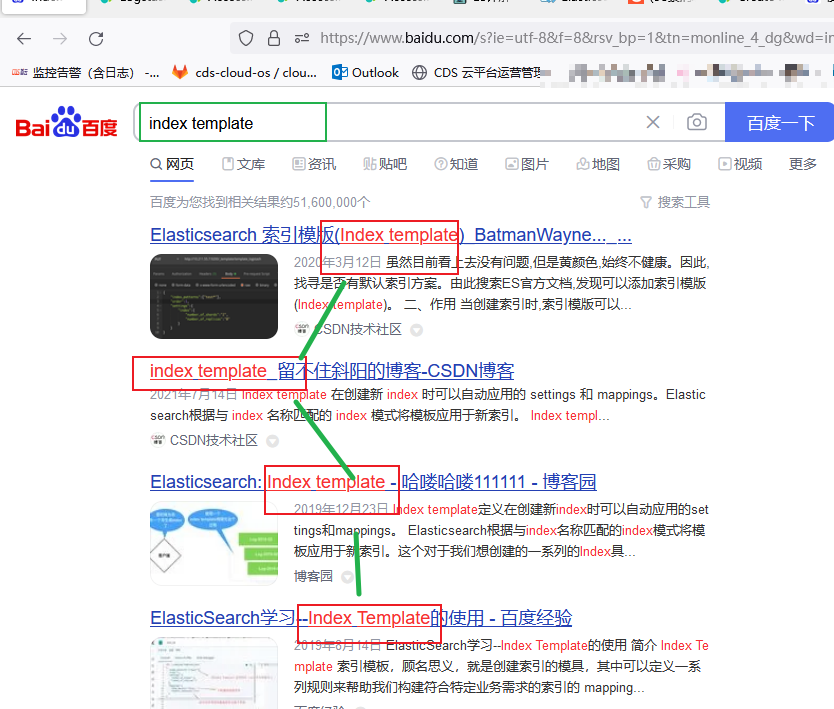 https://www.baidu.com/s?ie=utf-8&f=8&rsv_bp=1&tn=monline_4_dg&wd=in
监控告警（含日志） -...
cds-cloud-os / clou...
Outlook
CDS 云平台运营管理
Bai du 百度
index template
百度一下
网页 文库 资讯 贴吧 知道 图片 地图 采购 视频 更多
百度为您找到相关结果约51,600,000个
搜索工具
Elasticsearch 索引模版(Index template)_BatmanWayne..._...
2020年3月12日 虽然目前看上去没有问题,但是黄颜色,始终不健康。因此,
找寻是否有默认索引方案。由此搜索ES官方文档,发现可以添加索引模版
(Index template)。 二、作用 当创建索引时,索引模版可以...
CSDN技术社区
index template_留不住斜阳的博客-CSDN博客
2021年7月14日 Index template 在创建新 index 时可以自动应用的 settings 和 mappings。Elastic
search根据与 index 名称匹配的 index 模式将模板应用于新索引。 Index templ...
CSDN技术社区
Elasticsearch: Index template - 哈喽哈喽111111 - 博客园
2019年12月23日 Index template定义在创建新index时可以自动应用的set
tings和mappings。 Elasticsearch根据与index名称匹配的index模式将模
板应用于新索引。这个对于我们想创建的一系列的Index具...
博客园
ElasticSearch学习--Index Template的使用 - 百度经验
2019年8月14日 ElasticSearch学习--Index Template的使用 简介 Index Te
mplate 索引模板，顾名思义，就是创建索引的模具，其中可以定义一系
列规则来帮助我们构建符合特定业务需求的索引的 mapping...
百度经验